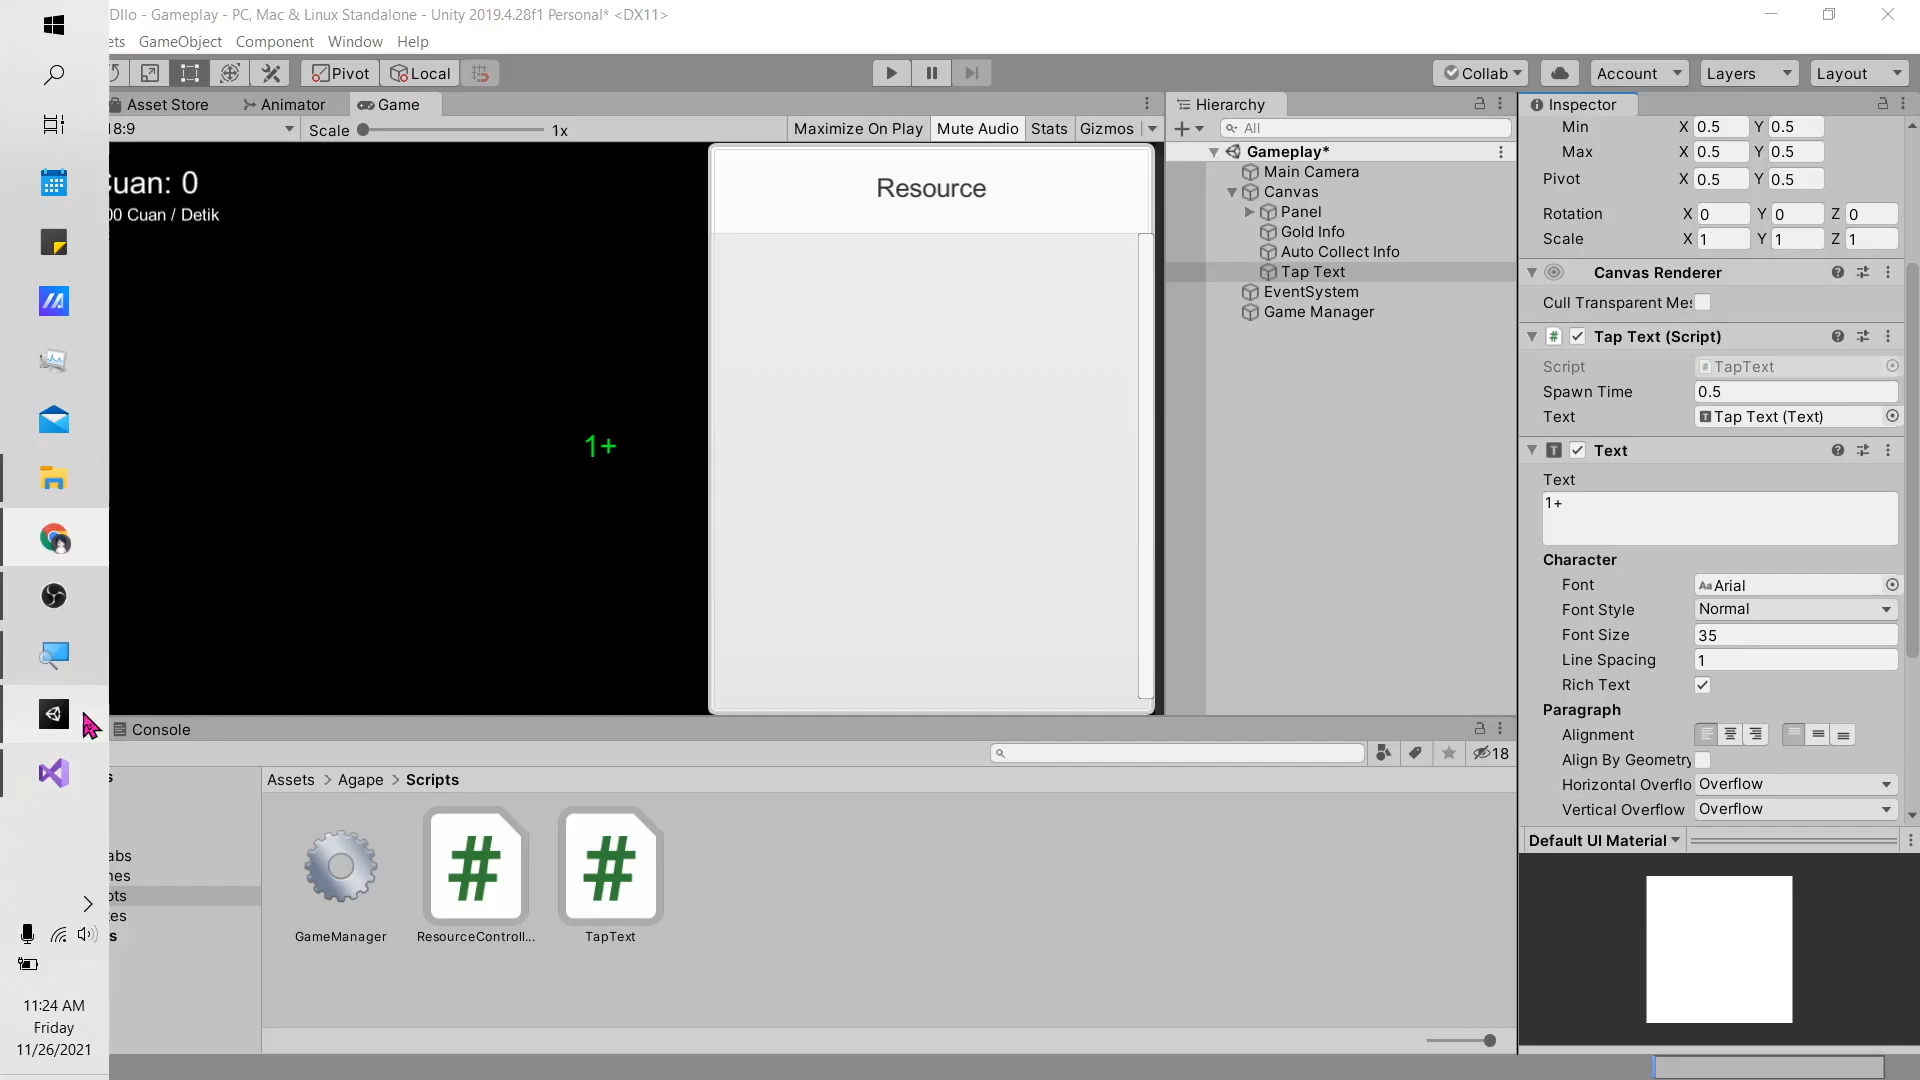 DIlo - Gameplay - PC, Mac & Linux Standalone - Unity 2019.4.28f1 Personal* <DX11>
ets GameObject Component Window Help
Pivot Local Collab Account Layers Layout
Asset Store Animator Game
18:9 Scale 1x Maximize On Play Mute Audio Stats Gizmos
Cuan: 0
00 Cuan / Detik
1+
Resource
Hierarchy
All
Gameplay*
Main Camera
Canvas
Panel
Gold Info
Auto Collect Info
Tap Text
EventSystem
Game Manager
Inspector
Min X 0.5 Y 0.5
Max X 0.5 Y 0.5
Pivot X 0.5 Y 0.5
Rotation X 0 Y 0 Z 0
Scale X 1 Y 1 Z 1
Canvas Renderer
Cull Transparent Mes
# Tap Text (Script)
Script # TapText
Spawn Time 0.5
Text T Tap Text (Text)
T Text
Text
1+
Character
Font Aa Arial
Font Style Normal
Font Size 35
Line Spacing 1
Rich Text
Paragraph
Alignment
Align By Geometry
Horizontal Overflo Overflow
Vertical Overflow Overflow
Default UI Material
Console
18
s
abs
nes
pts
tes
s
Assets > Agape > Scripts
# #
GameManager ResourceControll... TapText
11:24 AM
Friday
11/26/2021